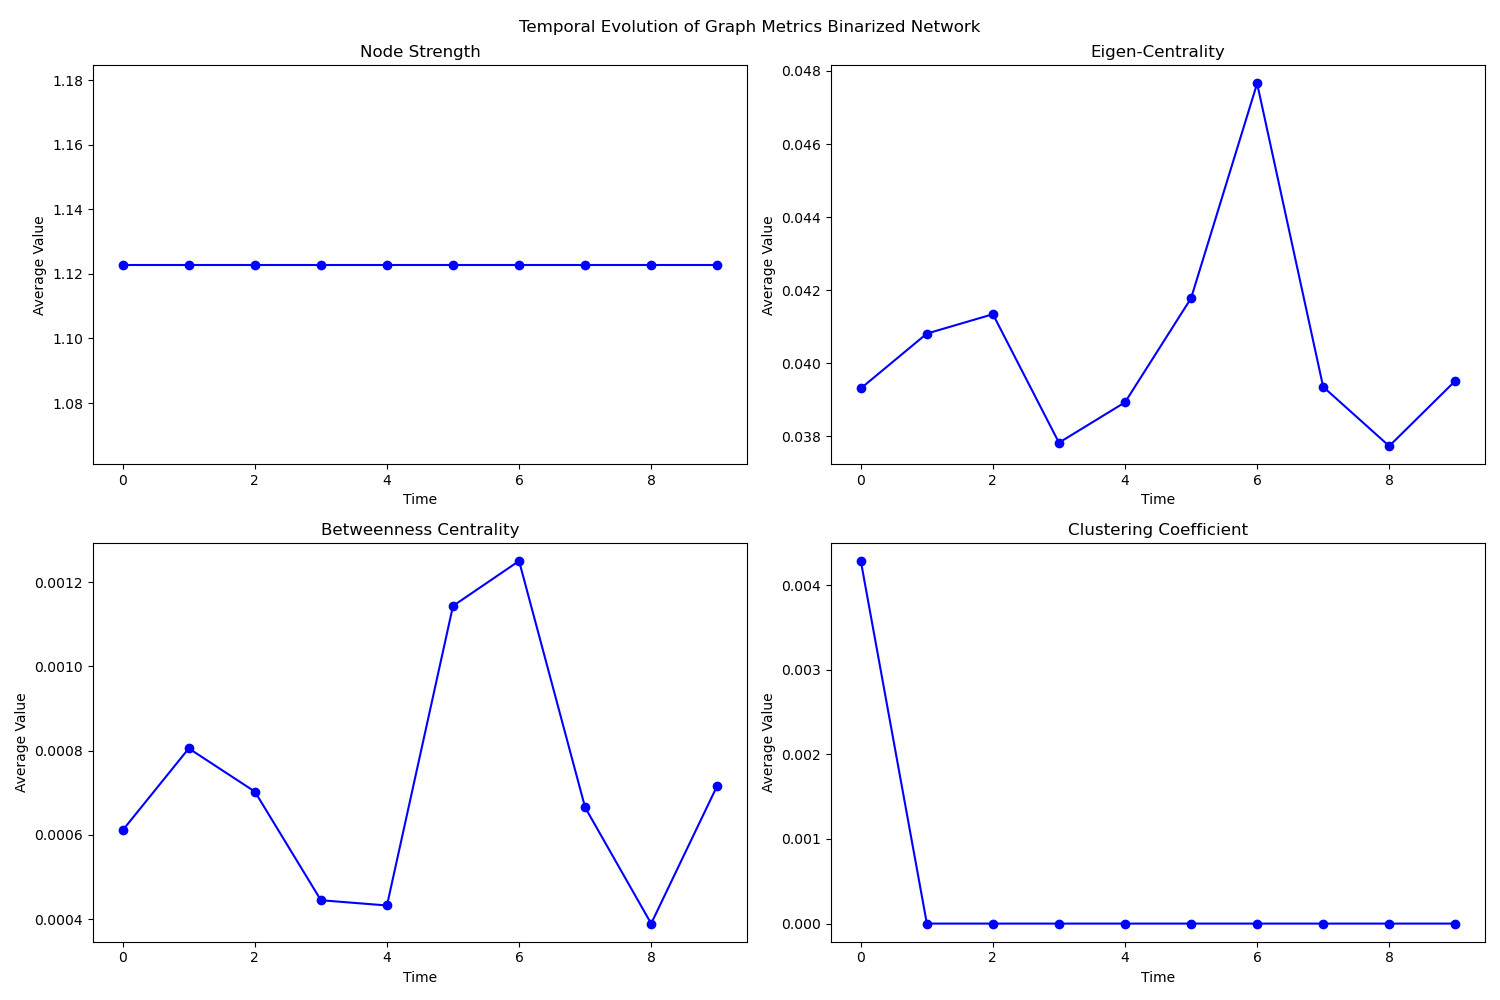 Temporal Evolution of Graph Metrics Binarized Network
Node Strength
1.18
1.16
1.14
1.12
1.10
1.08
Average Value
0 2 4 6 8
Time
Eigen-Centrality
0.048
0.046
0.044
0.042
0.040
0.038
Average Value
0 2 4 6 8
Time
Betweenness Centrality
0.0012
0.0010
0.0008
0.0006
0.0004
Average Value
0 2 4 6 8
Time
Clustering Coefficient
0.004
0.003
0.002
0.001
0.000
Average Value
0 2 4 6 8
Time